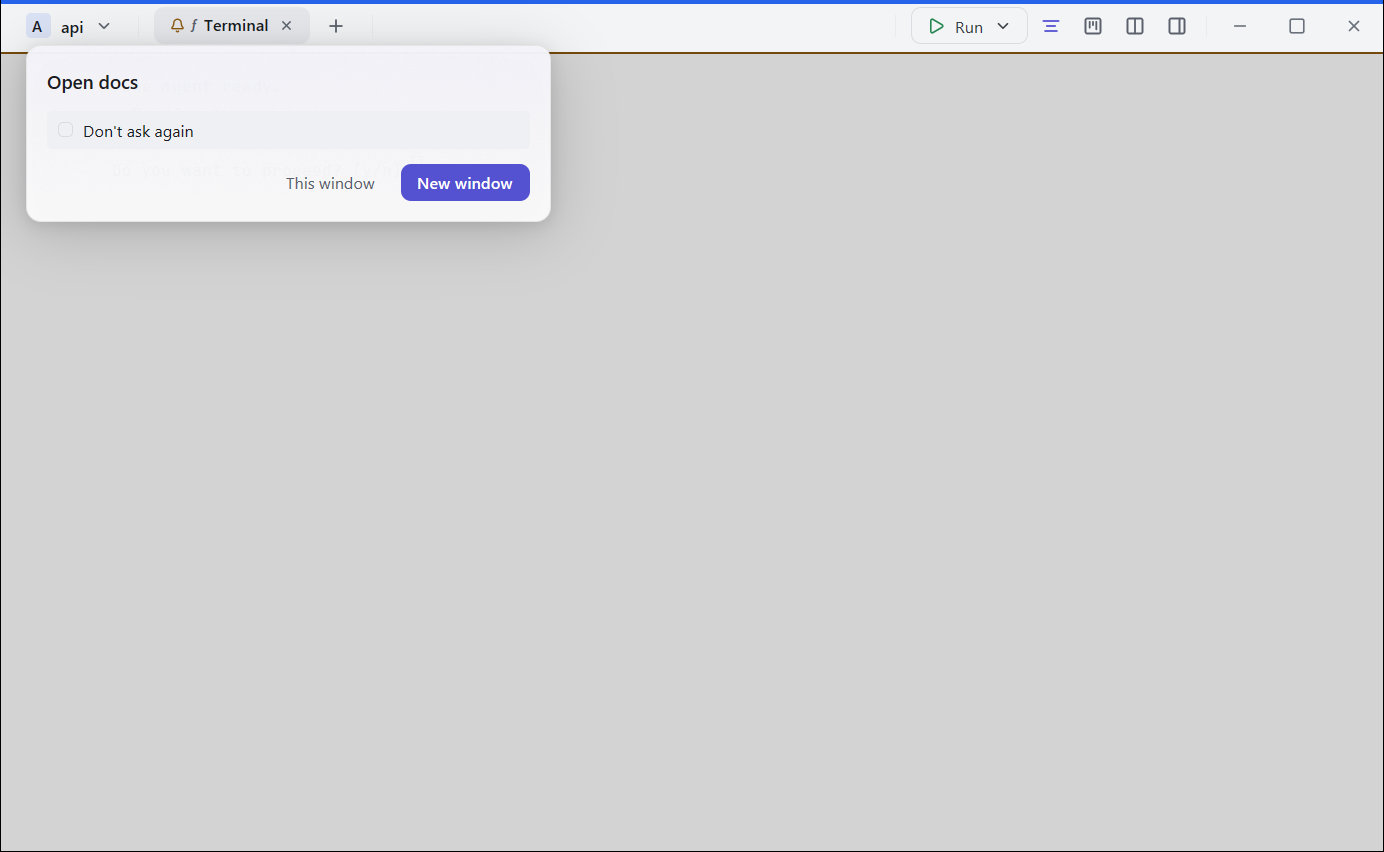 A api
f Terminal
Run
Open docs
Don't ask again
This window
New window